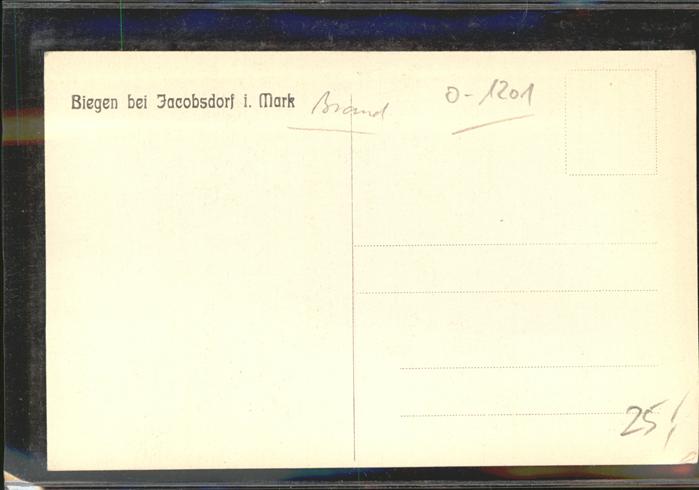 Biegen bei Jacobsdorf i. Mark Brand
O-1201
25,